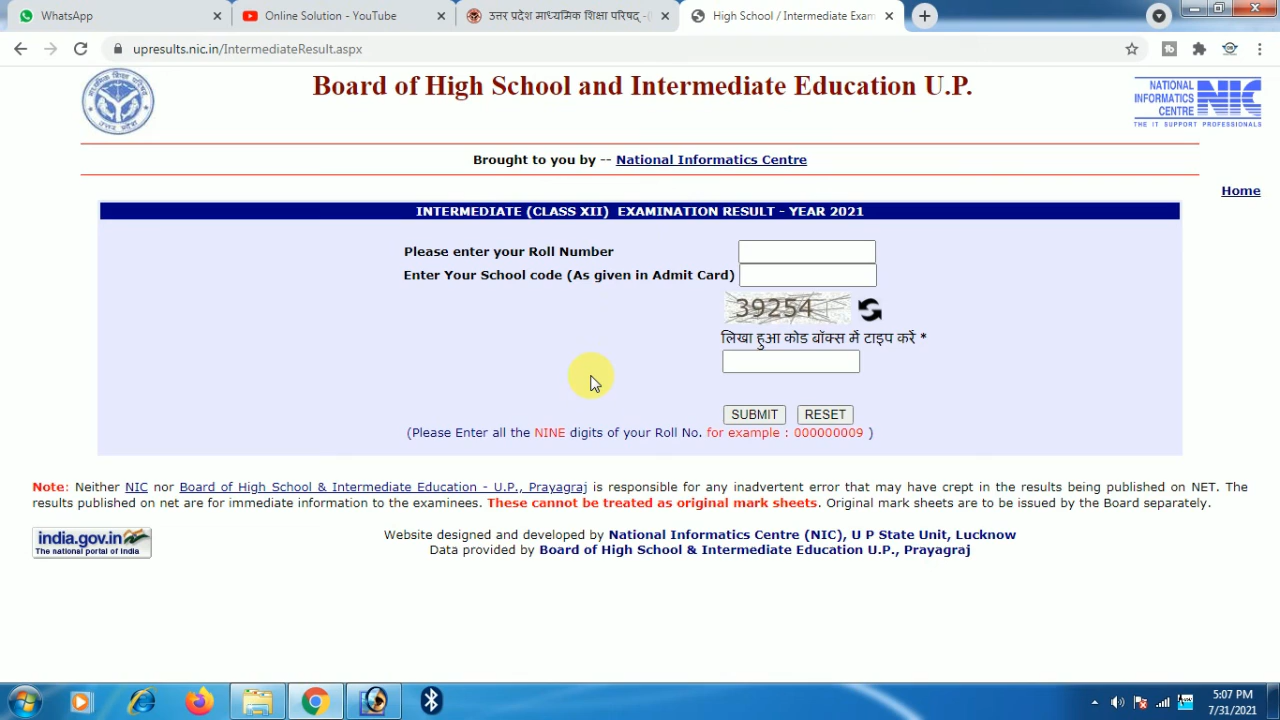 WhatsApp
Online Solution - YouTube
उत्तर प्रदेश माध्यमिक शिक्षा परिषद् -
High School / Intermediate Exam
upresults.nic.in/IntermediateResult.aspx
Board of High School and Intermediate Education U.P.
NATIONAL
INFORMATICS
CENTRE
NIC
THE IT SUPPORT PROFESSIONALS
Brought to you by -- National Informatics Centre
Home
INTERMEDIATE (CLASS XII) EXAMINATION RESULT - YEAR 2021
Please enter your Roll Number
Enter Your School code (As given in Admit Card)
39254
लिखा हुआ कोड बॉक्स में टाइप करें *
SUBMIT RESET
(Please Enter all the NINE digits of your Roll No. for example : 000000009 )
Note: Neither NIC nor Board of High School & Intermediate Education - U.P., Prayagraj is responsible for any inadvertent error that may have crept in the results being published on NET. The
results published on net are for immediate information to the examinees. These cannot be treated as original mark sheets. Original mark sheets are to be issued by the Board separately.
india.gov.in
The national portal of India
Website designed and developed by National Informatics Centre (NIC), U P State Unit, Lucknow
Data provided by Board of High School & Intermediate Education U.P., Prayagraj
5:07 PM
7/31/2021